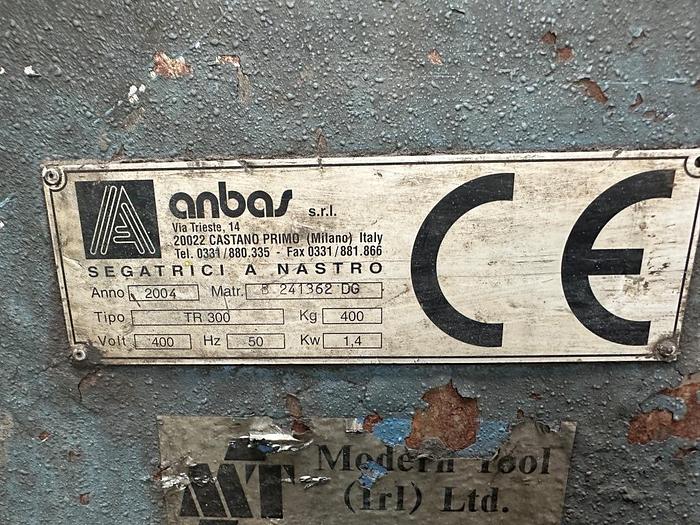 anbas s.r.l.
Via Trieste, 14
20022 CASTANO PRIMO (Milano) Italy
Tel. 0331/880.335 - Fax 0331/881.866
SEGATRICI A NASTRO
Anno 2004 Matr. B 241362 DG
Tipo TR 300 Kg 400
Volt 400 Hz 50 Kw 1,4
CE
MT Modern Tool
(Irl) Ltd.